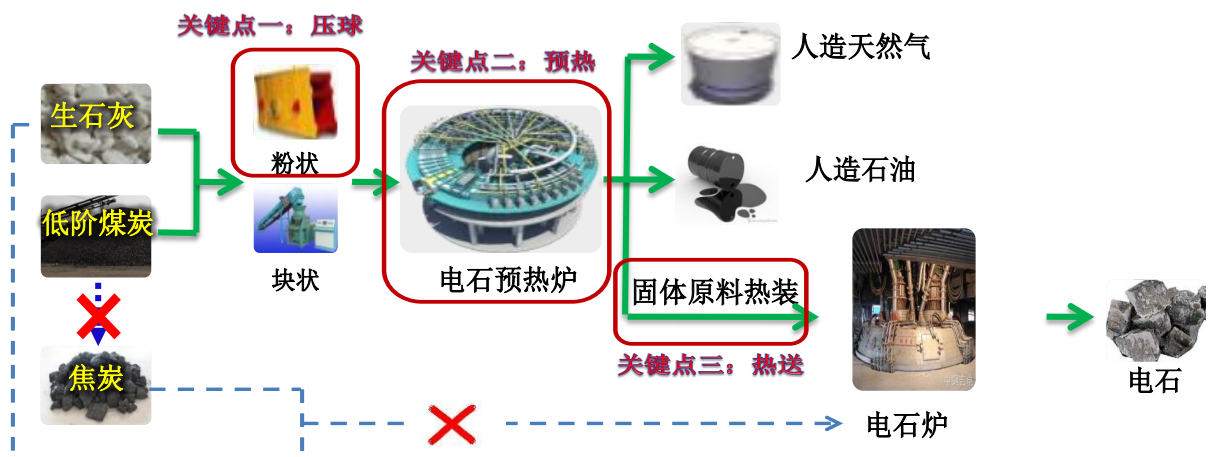 关键点一：压球
关键点二：预热
人造天然气
生石灰
粉状
人造石油
低阶煤炭
块状
电石预热炉
固体原料热装
关键点三：热送
焦炭
电石炉
电石